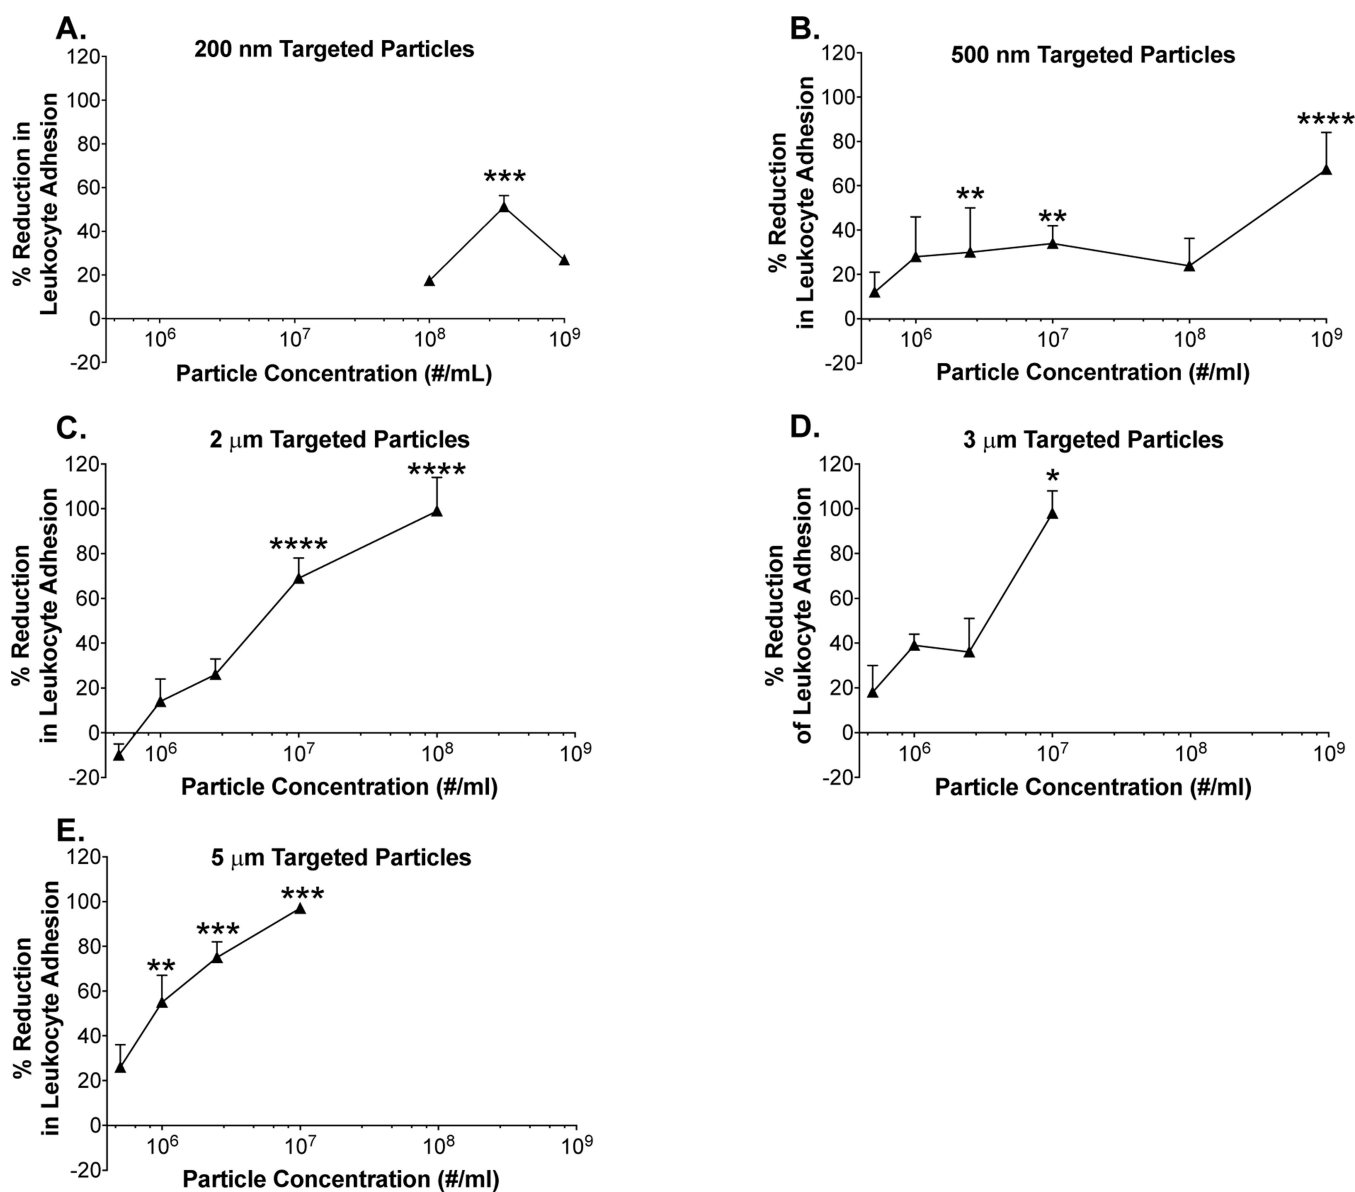 A.
200 nm Targeted Particles
% Reduction in
Leukocyte Adhesion
120
100
80
60
40
20
0
-20
***
10⁶ 10⁷ 10⁸ 10⁹
Particle Concentration (#/mL)
B.
500 nm Targeted Particles
% Reduction
in Leukocyte Adhesion
120
100
80
60
40
20
0
-20
** ** ****
10⁶ 10⁷ 10⁸ 10⁹
Particle Concentration (#/ml)
C.
2 μm Targeted Particles
% Reduction
in Leukocyte Adhesion
120
100
80
60
40
20
0
-20
**** ****
10⁶ 10⁷ 10⁸ 10⁹
Particle Concentration (#/ml)
D.
3 μm Targeted Particles
% Reduction
of Leukocyte Adhesion
120
100
80
60
40
20
0
-20
*
10⁶ 10⁷ 10⁸ 10⁹
Particle Concentration (#/ml)
E.
5 μm Targeted Particles
% Reduction
in Leukocyte Adhesion
120
100
80
60
40
20
0
-20
** *** ***
10⁶ 10⁷ 10⁸ 10⁹
Particle Concentration (#/ml)